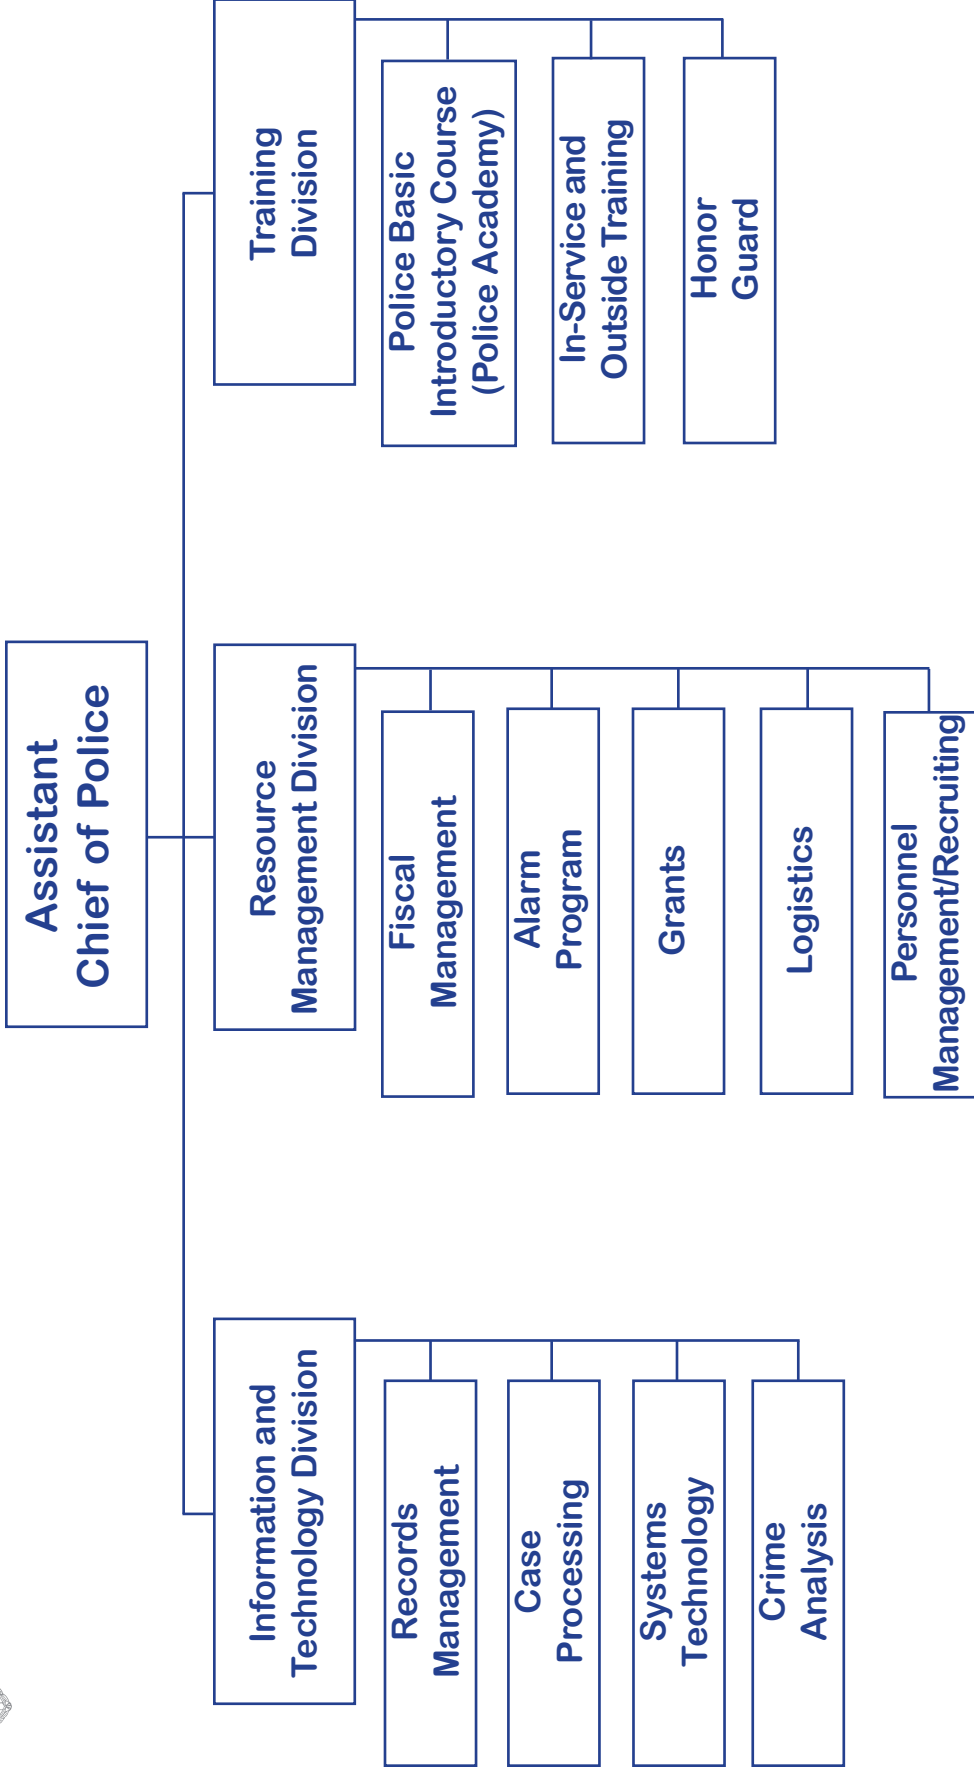 Assistant
Chief of Police
Information and
Technology Division
Records
Management
Case
Processing
Systems
Technology
Crime
Analysis
Resource
Management Division
Fiscal
Management
Alarm
Program
Grants
Logistics
Personnel
Management/Recruiting
Training
Division
Police Basic
Introductory Course
(Police Academy)
In-Service and
Outside Training
Honor
Guard